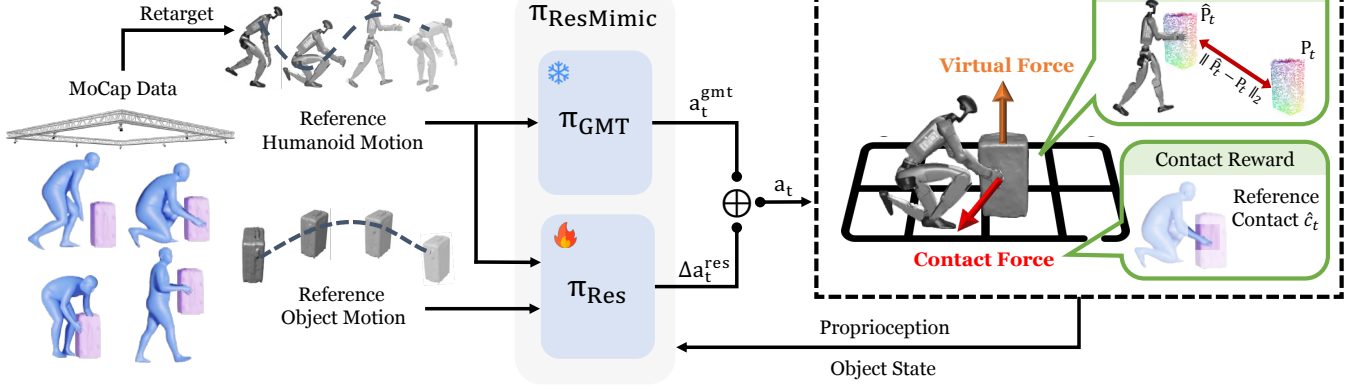 Retarget
MoCap Data
Reference
Humanoid Motion
Reference
Object Motion
π_ResMimic
π_GMT
π_Res
a_t^gmt
Δa_t^res
a_t
Virtual Force
Contact Force
P̂_t
P_t
‖ P̂_t − P_t ‖_2
Contact Reward
Reference
Contact ĉ_t
Proprioception
Object State